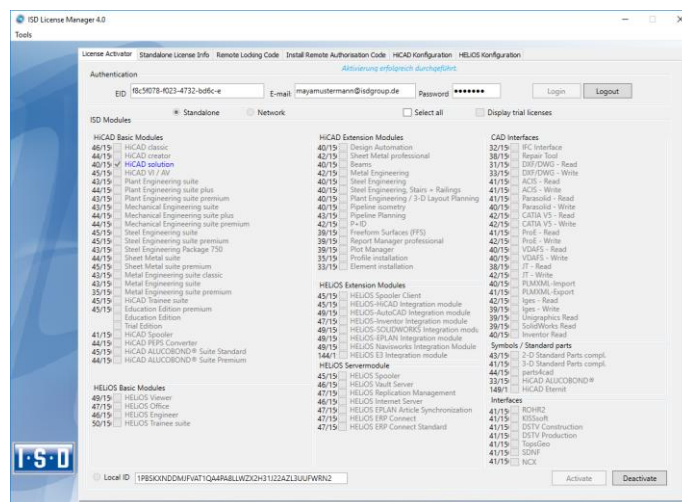 ISD License Manager 4.0
Tools
License Activator Standalone License Info Remote Locking Code Install Remote Authorisation Code HiCAD Konfiguration HELiOS Konfiguration
Aktivierung erfolgreich durchgeführt.
Authentication
EID f8c5f078-f023-4732-bd6c-e E-mail mayamustermann@isdgroup.de Password Login Logout
Standalone Network Select all Display trial licenses
ISD Modules
HiCAD Basic Modules
46/15 HiCAD classic
44/15 HiCAD creator
40/15 HiCAD solution
45/15 HiCAD VI / AV
43/15 Plant Engineering suite
44/15 Plant Engineering suite plus
43/15 Plant Engineering suite premium
43/15 Mechanical Engineering suite
44/15 Mechanical Engineering suite plus
44/15 Mechanical Engineering suite premium
45/15 Steel Engineering suite
45/15 Steel Engineering suite premium
43/15 Steel Engineering Package 750
44/15 Sheet Metal suite
45/15 Sheet Metal suite premium
43/15 Metal Engineering suite classic
43/15 Metal Engineering suite
35/15 Metal Engineering suite premium
45/15 HiCAD Trainee suite
45/15 Education Edition premium
Education Edition
Trial Edition
41/15 HiCAD Spooler
44/15 HiCAD PEPS Converter
45/15 HiCAD ALUCOBOND® Suite Standard
44/15 HiCAD ALUCOBOND® Suite Premium
HELiOS Basic Modules
49/15 HELiOS Viewer
47/15 HELiOS Office
46/15 HELiOS Engineer
50/15 HELiOS Trainee suite
HiCAD Extension Modules
40/15 Design Automation
42/15 Sheet Metal professional
40/15 Beams
42/15 Metal Engineering
40/15 Steel Engineering
40/15 Steel Engineering, Stairs + Railings
40/15 Plant Engineering / 3-D Layout Planning
40/15 Pipeline isometry
43/15 Pipeline Planning
42/15 P+ID
39/15 Freeform Surfaces (FFS)
39/15 Report Manager professional
39/15 Plot Manager
35/15 Profile installation
33/15 Element installation
HELiOS Extension Modules
45/15 HELiOS Spooler Client
45/15 HELiOS-HiCAD Integration module
49/15 HELiOS-AutoCAD Integration module
47/15 HELiOS-Inventor Integration module
49/15 HELiOS-SOLIDWORKS Integration modu
49/15 HELiOS-EPLAN Integration module
49/15 HELiOS Navisworks Integration Module
144/1 HELiOS E3 Integration module
HELiOS Servermodule
45/15 HELiOS Spooler
46/15 HELiOS Vault Server
47/15 HELiOS Replication Management
46/15 HELiOS Internet Server
47/15 HELiOS EPLAN Article Synchronization
47/15 HELiOS ERP Connect
47/15 HELiOS ERP Connect Standard
CAD Interfaces
32/15 IFC Interface
38/15 Repair Tool
31/15 DXF/DWG - Read
33/15 DXF/DWG - Write
41/15 ACIS - Read
41/15 ACIS - Write
41/15 Parasolid - Read
40/15 Parasolid - Write
42/15 CATIA V5 - Read
42/15 CATIA V5 - Write
41/15 ProE - Read
42/15 ProE - Write
40/15 VDAFS - Read
40/15 VDAFS - Write
38/15 JT - Read
42/15 JT - Write
40/15 PLMXML-Import
41/15 PLMXML-Export
42/15 Iges - Read
39/15 Iges - Write
39/15 Unigraphics Read
39/15 SolidWorks Read
40/15 Inventor Read
Symbols / Standard parts
43/15 2-D Standard Parts compl.
41/15 3-D Standard Parts compl.
44/15 parts4cad
33/15 HiCAD ALUCOBOND®
149/1 HiCAD Eternit
Interfaces
41/15 ROHR2
41/15 KISSsoft
41/15 DSTV Construction
41/15 DSTV Production
41/15 TopsGeo
41/15 SDNF
41/15 NCX
I·S·D
Local ID 1PBSKXNDDMJFVAT1QA4PA8LLWZX2H31J22AZL3UUFWRN2 Activate Deactivate